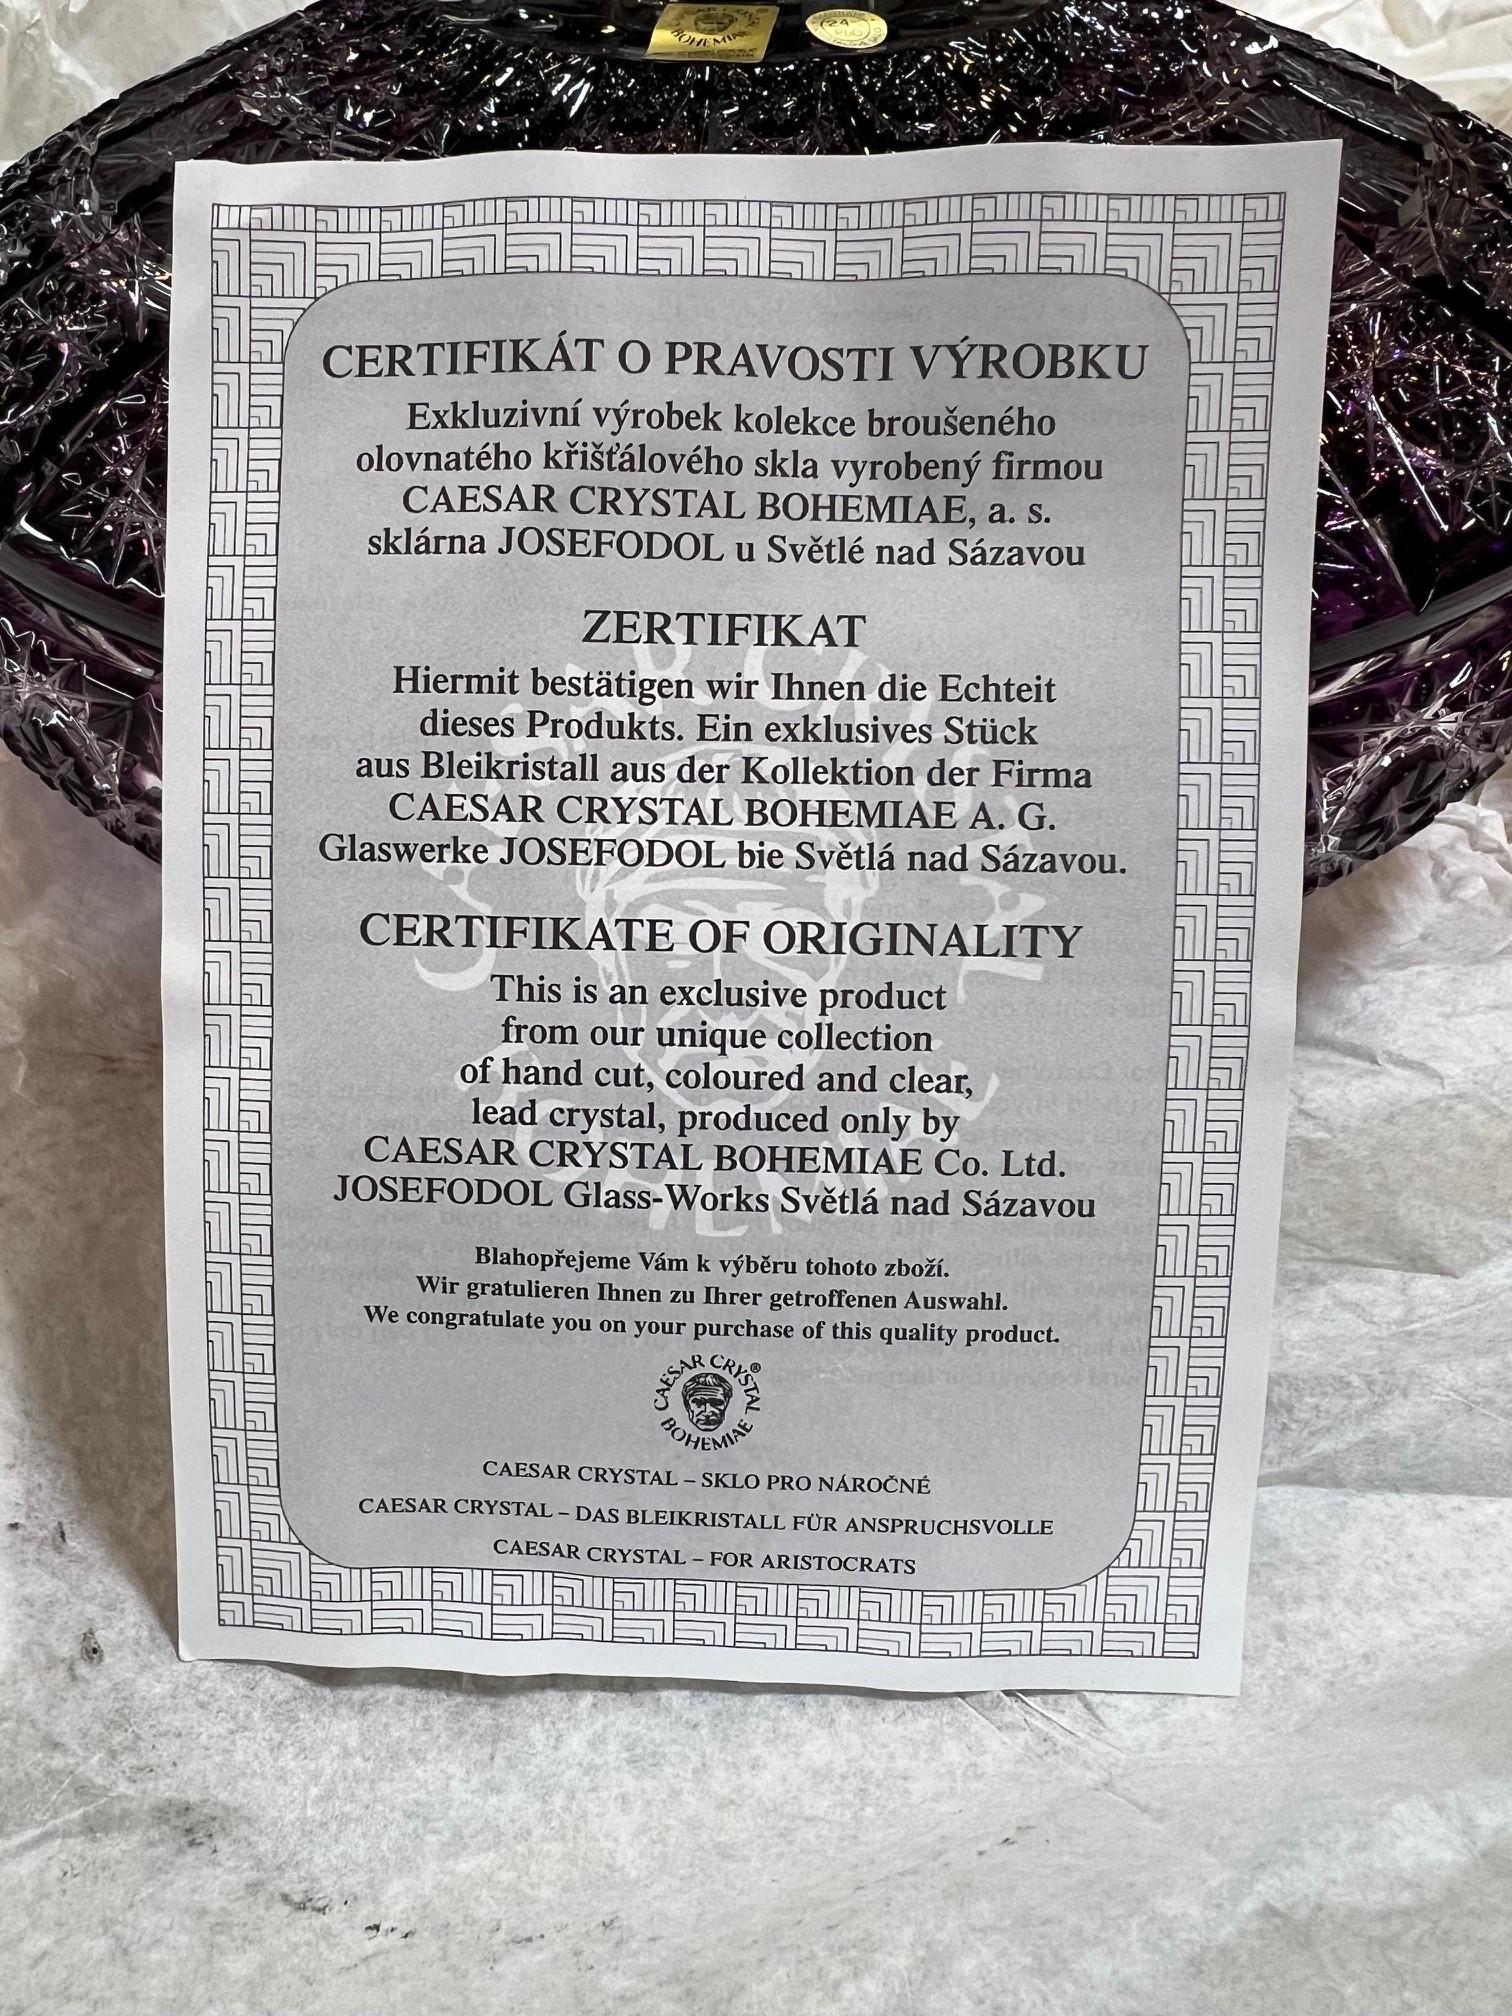 CAESAR CRYSTAL
BOHEMIAE
24
PbO
CERTIFIKÁT O PRAVOSTI VÝROBKU
Exkluzivní výrobek kolekce broušeného
olovnatého křišťálového skla vyrobený firmou
CAESAR CRYSTAL BOHEMIAE, a. s.
sklárna JOSEFODOL u Světlé nad Sázavou
ZERTIFIKAT
Hiermit bestätigen wir Ihnen die Echteit
dieses Produkts. Ein exklusives Stück
aus Bleikristall aus der Kollektion der Firma
CAESAR CRYSTAL BOHEMIAE A. G.
Glaswerke JOSEFODOL bie Světlá nad Sázavou.
CERTIFIKATE OF ORIGINALITY
This is an exclusive product
from our unique collection
of hand cut, coloured and clear,
lead crystal, produced only by
CAESAR CRYSTAL BOHEMIAE Co. Ltd.
JOSEFODOL Glass-Works Světlá nad Sázavou
Blahopřejeme Vám k výběru tohoto zboží.
Wir gratulieren Ihnen zu Ihrer getroffenen Auswahl.
We congratulate you on your purchase of this quality product.
CAESAR CRYSTAL®
BOHEMIAE
CAESAR CRYSTAL – SKLO PRO NÁROČNÉ
CAESAR CRYSTAL – DAS BLEIKRISTALL FÜR ANSPRUCHSVOLLE
CAESAR CRYSTAL – FOR ARISTOCRATS